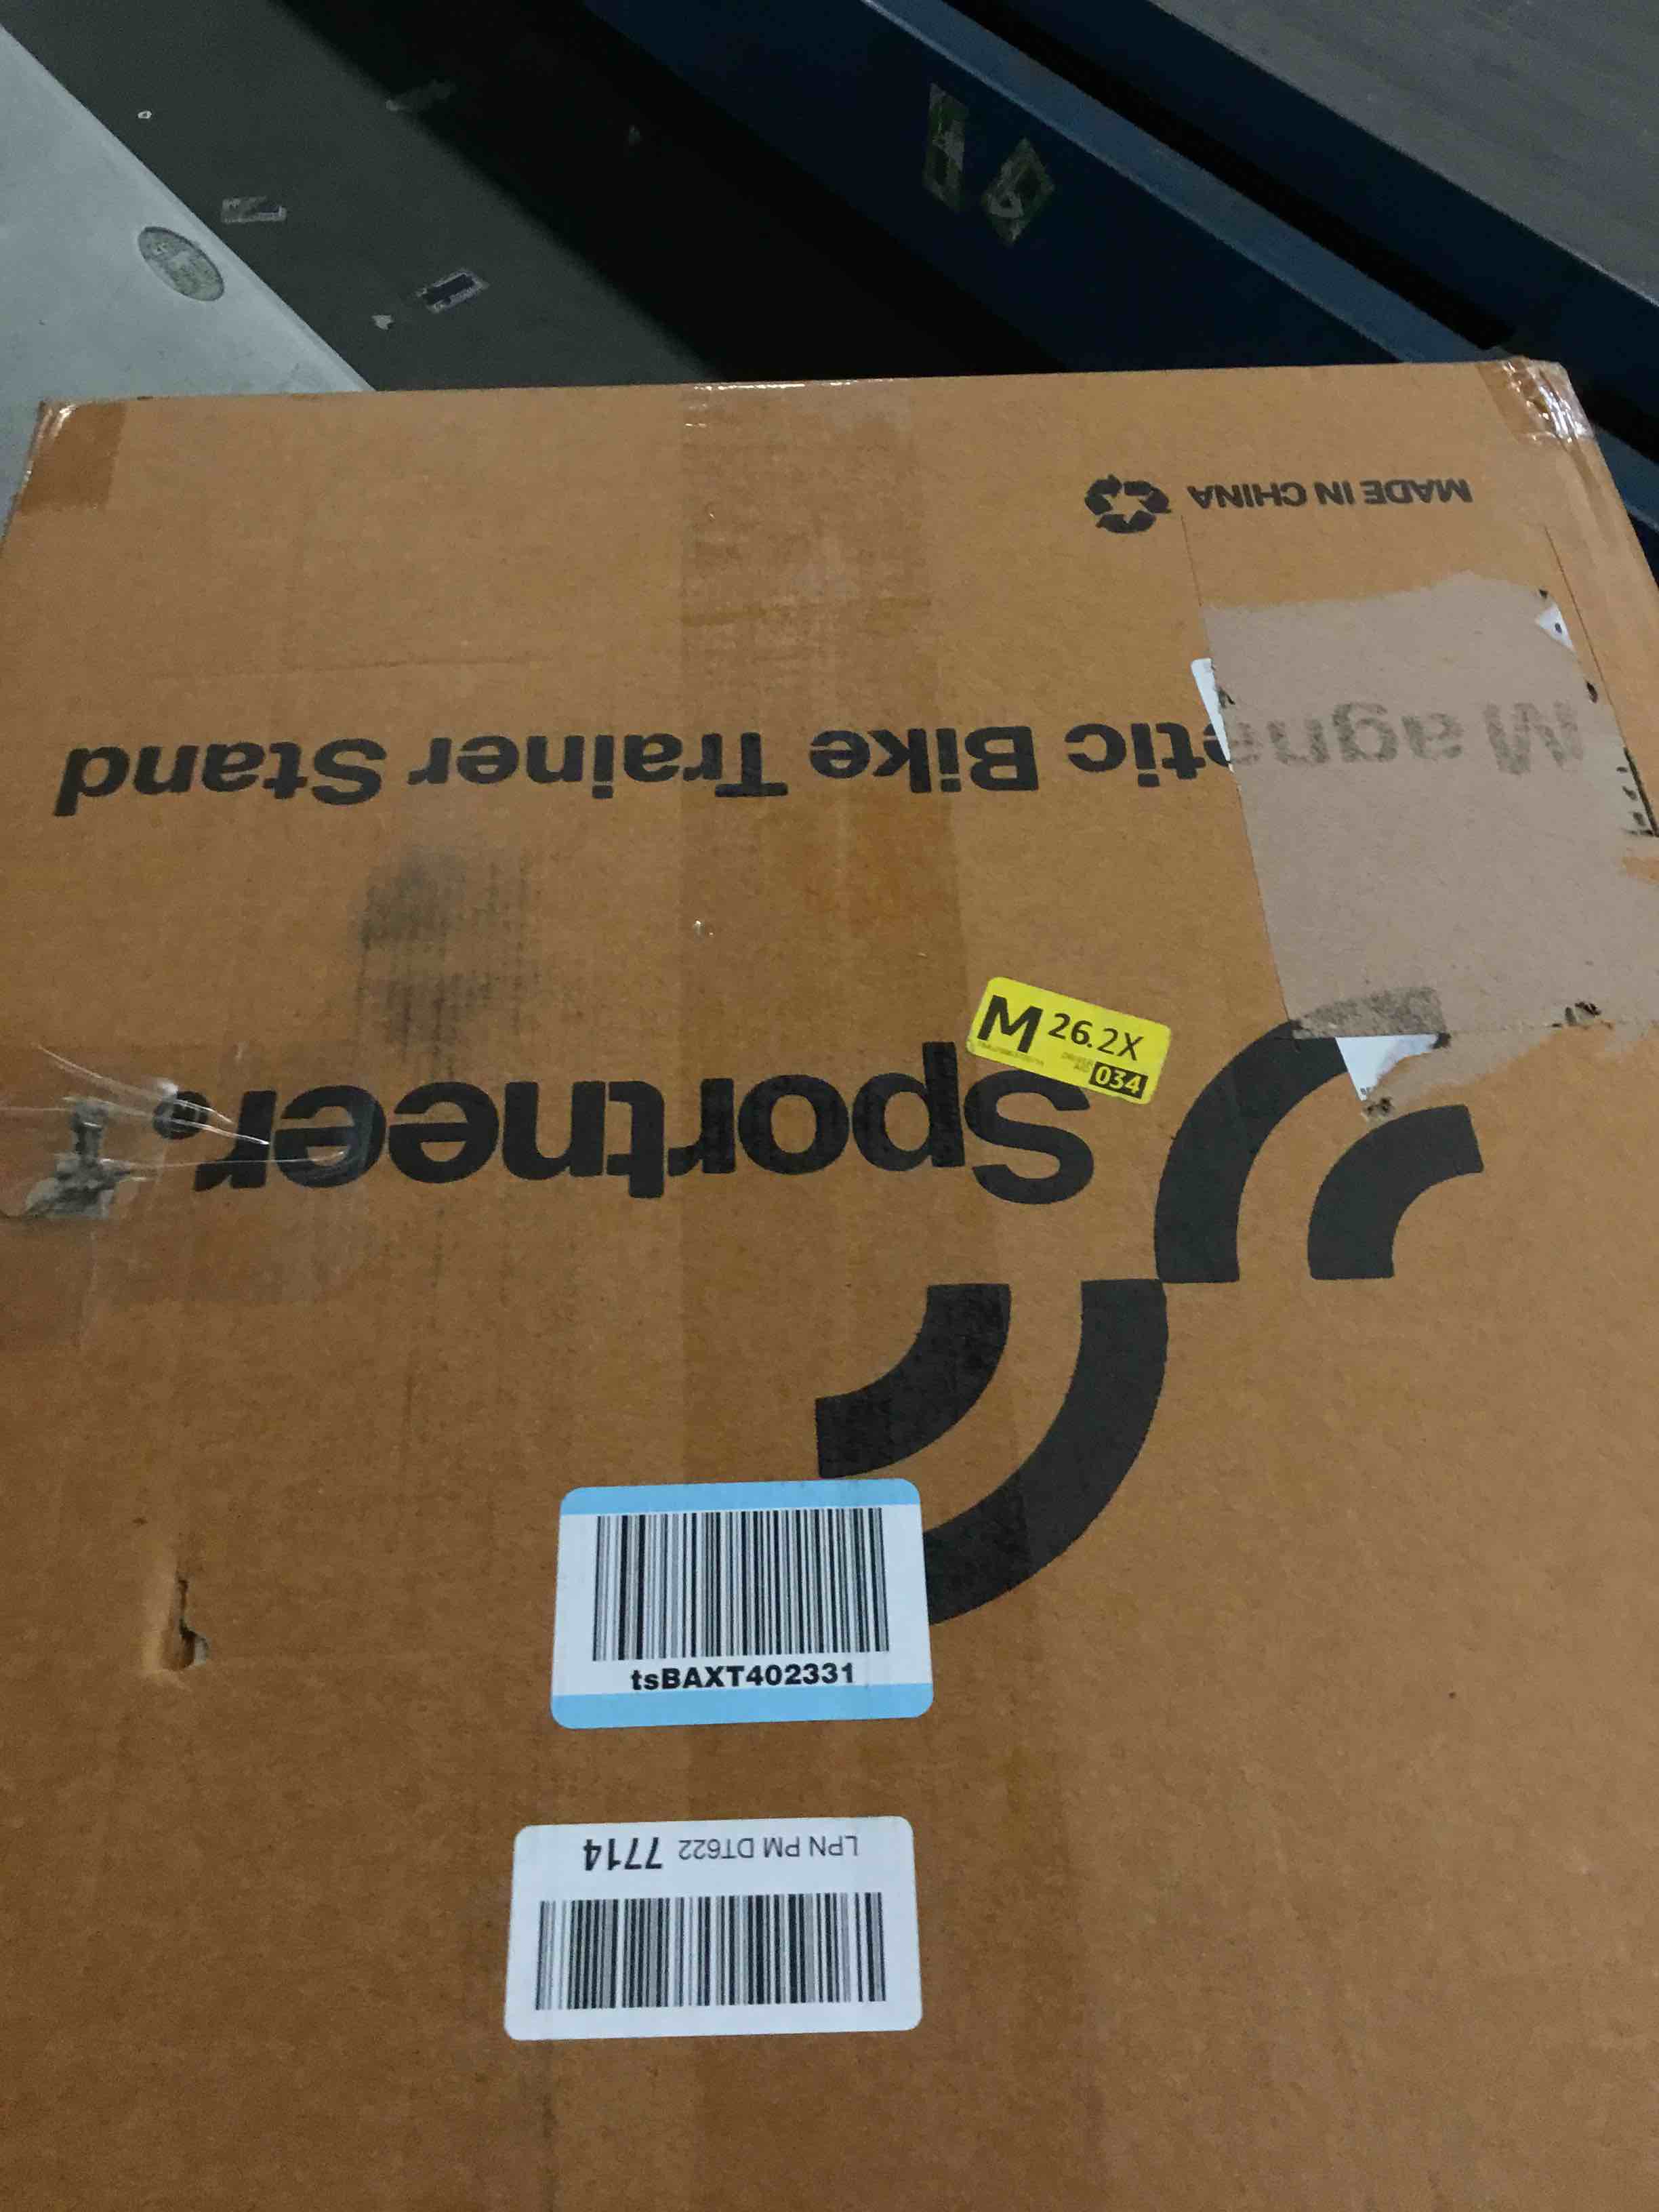 MADE IN CHINA
Magnetic Bike Trainer Stand
Sportneer
M 26.2X
034
tsBAXT402331
LPN PM DT622 7714